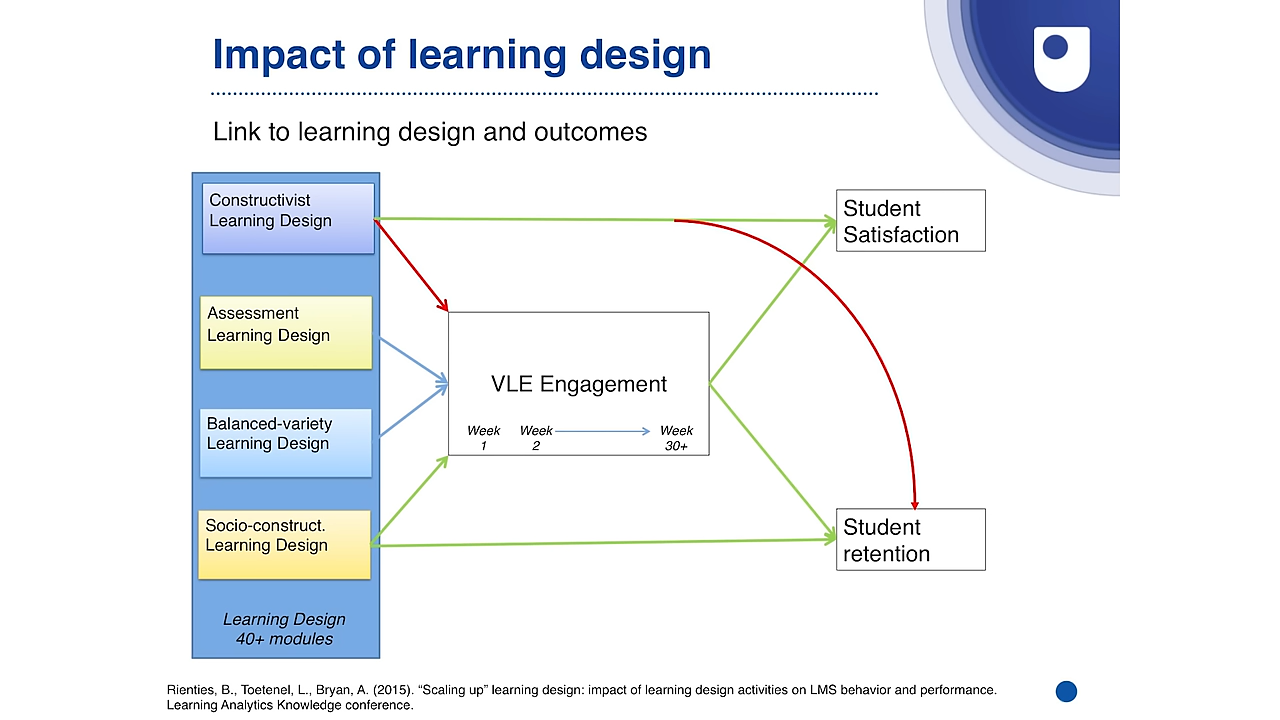 Impact of learning design
Link to learning design and outcomes
Constructivist
Learning Design
Assessment
Learning Design
Balanced-variety
Learning Design
Socio-construct.
Learning Design
Learning Design
40+ modules
VLE Engagement
Week Week Week
1 2 30+
Student
Satisfaction
Student
retention
Rienties, B., Toetenel, L., Bryan, A. (2015). “Scaling up” learning design: impact of learning design activities on LMS behavior and performance.
Learning Analytics Knowledge conference.